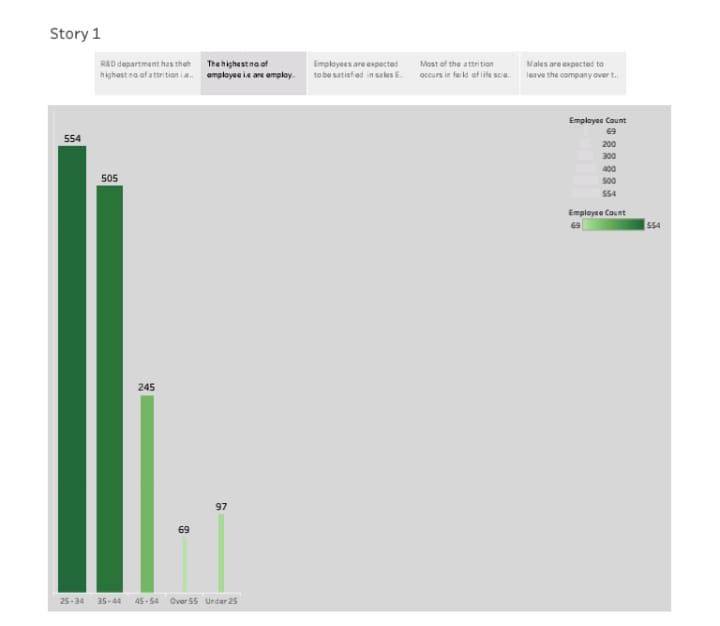 Story 1
R&D department has theh
highest no. of attrition i.e..
The highest no. of
employee i.e are employ..
Employees are expected
to be satisfied in sales E..
Most of the attrition
occurs in feild of life scie..
Males are expected to
leave the company over t..
Employee Count
69
200
300
400
500
554
Employee Count
69 554
554
505
245
69
97
25-34 35-44 45-54 Over 55 Under 25